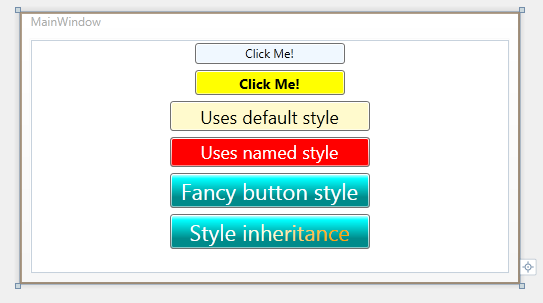 MainWindow
Click Me!
Click Me!
Uses default style
Uses named style
Fancy button style
Style inheritance